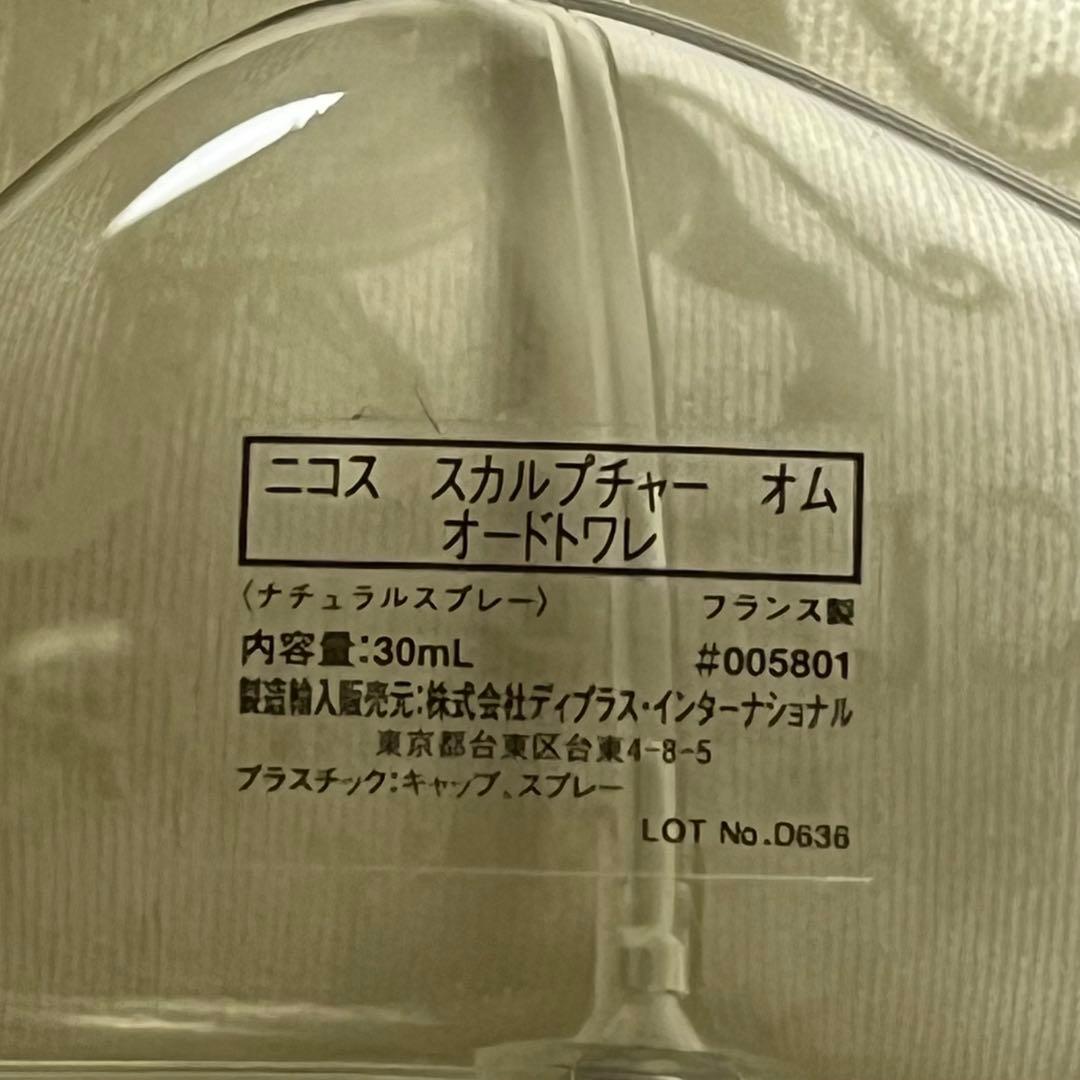 ニコス　スカルプチャー　オム
オードトワレ
〈ナチュラルスプレー〉　フランス製
内容量:30mL　#005801
製造輸入販売元:株式会社ディプラス・インターナショナル
東京都台東区台東4-8-5
プラスチック:キャップ、スプレー
LOT No.D636